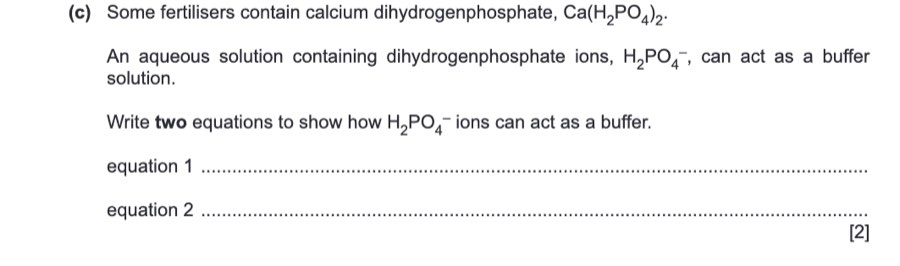 (c) Some fertilisers contain calcium dihydrogenphosphate, Ca(H₂PO₄)₂.
An aqueous solution containing dihydrogenphosphate ions, H₂PO₄⁻, can act as a buffer
solution.
Write two equations to show how H₂PO₄⁻ ions can act as a buffer.
equation 1 ......................................................................................................
equation 2 ......................................................................................................
[2]